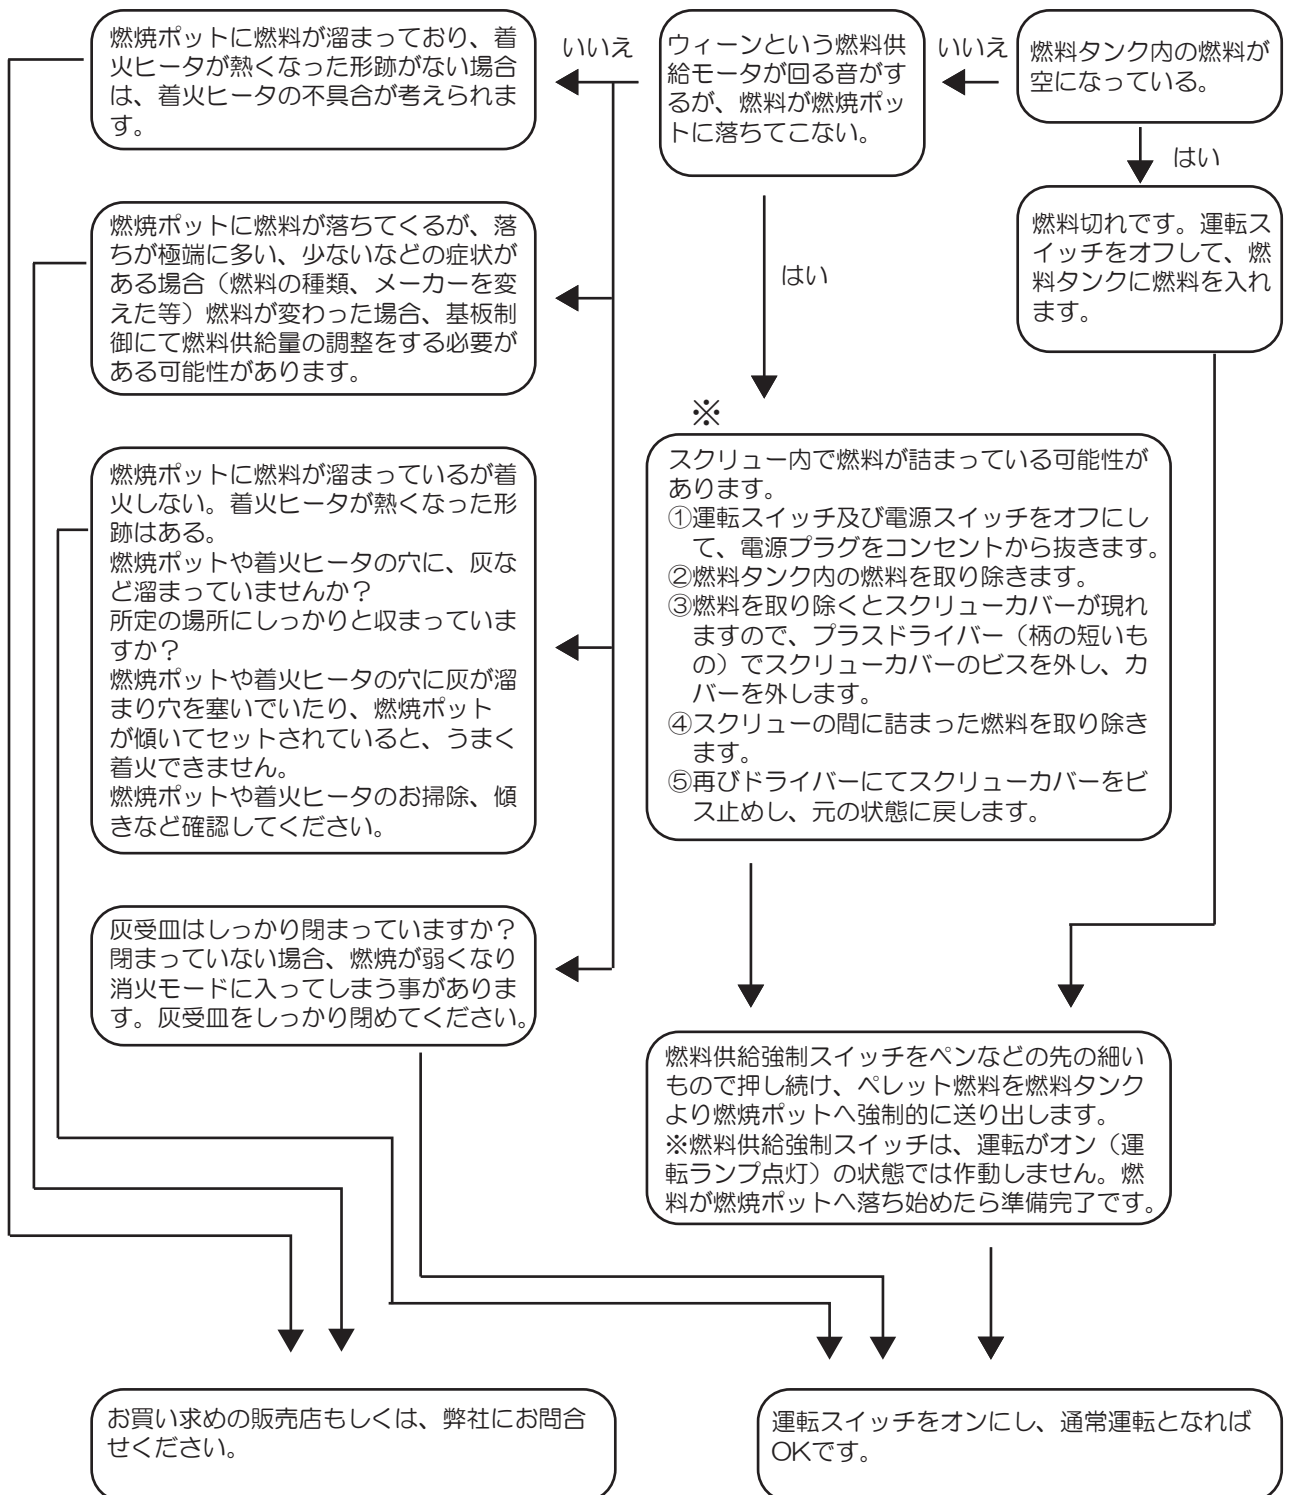 燃料タンク内の燃料が
空になっている。
いいえ
はい
ウィーンという燃料供
給モータが回る音がす
るが、燃料が燃焼ポッ
トに落ちてこない。
いいえ
はい
燃料切れです。運転ス
イッチをオフして、燃
料タンクに燃料を入れ
ます。
燃焼ポットに燃料が溜まっており、着
火ヒータが熱くなった形跡がない場合
は、着火ヒータの不具合が考えられま
す。
燃焼ポットに燃料が落ちてくるが、落
ちが極端に多い、少ないなどの症状が
ある場合（燃料の種類、メーカーを変
えた等）燃料が変わった場合、基板制
御にて燃料供給量の調整をする必要が
ある可能性があります。
燃焼ポットに燃料が溜まっているが着
火しない。着火ヒータが熱くなった形
跡はある。
燃焼ポットや着火ヒータの穴に、灰な
ど溜まっていませんか？
所定の場所にしっかりと収まっていま
すか？
燃焼ポットや着火ヒータの穴に灰が溜
まり穴を塞いでいたり、燃焼ポット
が傾いてセットされていると、うまく
着火できません。
燃焼ポットや着火ヒータのお掃除、傾
きなど確認してください。
灰受皿はしっかり閉まっていますか？
閉まっていない場合、燃焼が弱くなり
消火モードに入ってしまう事がありま
す。灰受皿をしっかり閉めてください。
※
スクリュー内で燃料が詰まっている可能性が
あります。
①運転スイッチ及び電源スイッチをオフにし
て、電源プラグをコンセントから抜きます。
②燃料タンク内の燃料を取り除きます。
③燃料を取り除くとスクリューカバーが現れ
ますので、プラスドライバー（柄の短いも
の）でスクリューカバーのビスを外し、カ
バーを外します。
④スクリューの間に詰まった燃料を取り除き
ます。
⑤再びドライバーにてスクリューカバーをビ
ス止めし、元の状態に戻します。
燃料供給強制スイッチをペンなどの先の細い
もので押し続け、ペレット燃料を燃料タンク
より燃焼ポットへ強制的に送り出します。
※燃料供給強制スイッチは、運転がオン（運
転ランプ点灯）の状態では作動しません。燃
料が燃焼ポットへ落ち始めたら準備完了です。
お買い求めの販売店もしくは、弊社にお問合
せください。
運転スイッチをオンにし、通常運転となれば
OKです。